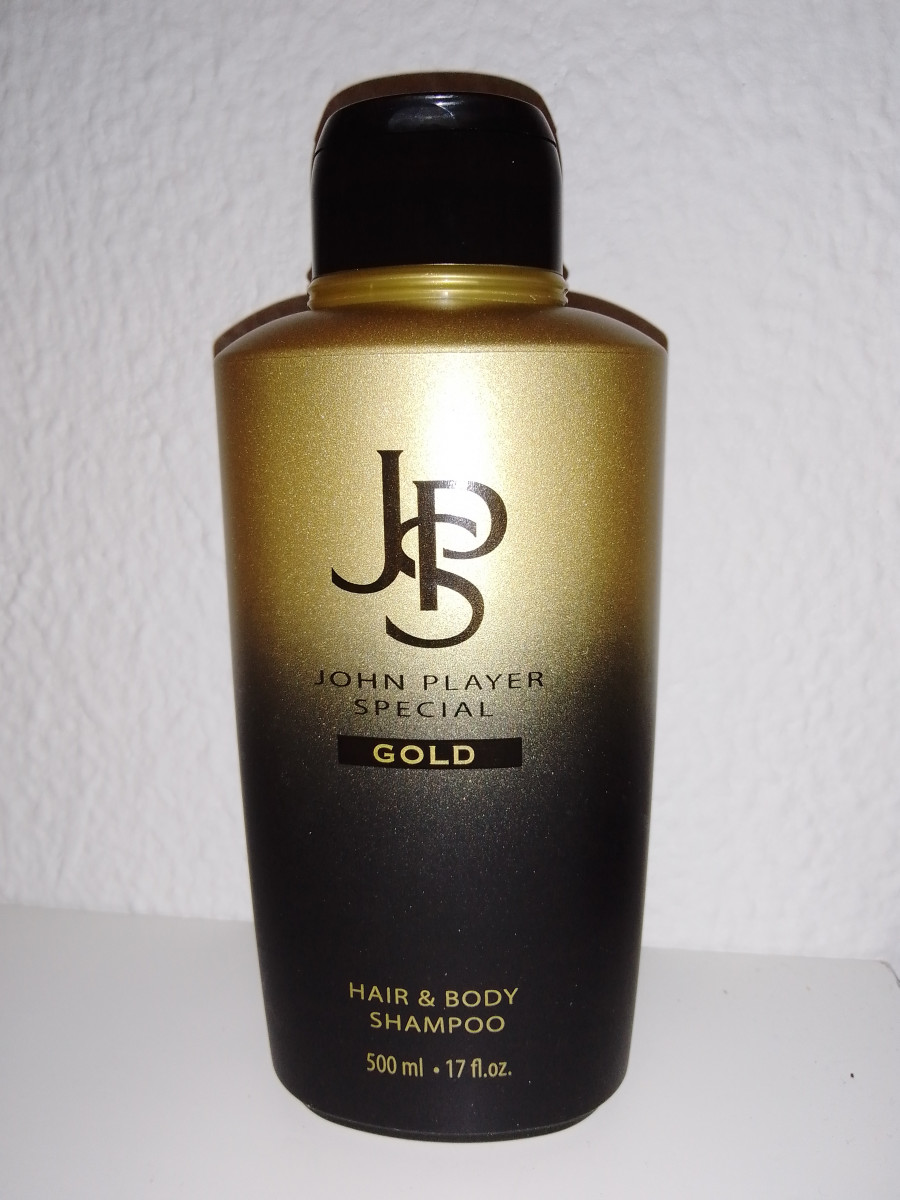 JPS
JOHN PLAYER
SPECIAL
GOLD
HAIR & BODY
SHAMPOO
500 ml • 17 fl.oz.